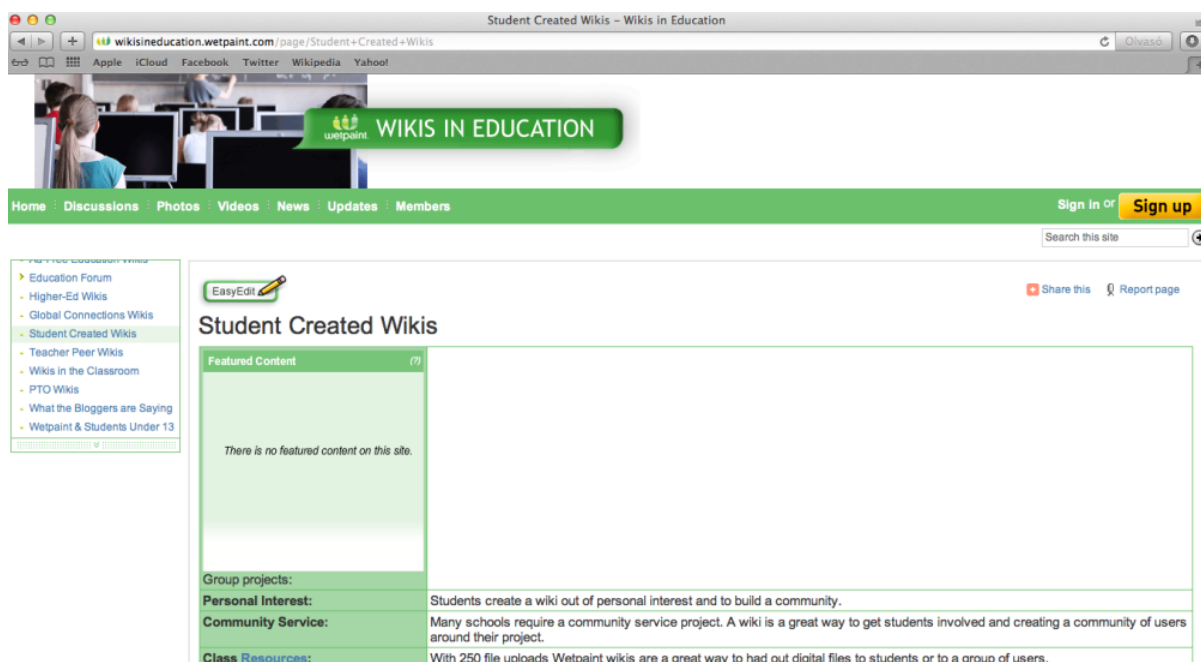 Student Created Wikis – Wikis in Education
wikisineducation.wetpaint.com/page/Student+Created+Wikis
Olvasó
Apple iCloud Facebook Twitter Wikipedia Yahoo!
wetpaint. WIKIS IN EDUCATION
Home Discussions Photos Videos News Updates Members
Sign in or Sign up
Search this site
Ad Free Education Wikis
Education Forum
Higher-Ed Wikis
Global Connections Wikis
Student Created Wikis
Teacher Peer Wikis
Wikis in the Classroom
PTO Wikis
What the Bloggers are Saying
Wetpaint & Students Under 13
EasyEdit
Share this Report page
Student Created Wikis
Featured Content (?)
There is no featured content on this site.
Group projects:
Personal Interest: Students create a wiki out of personal interest and to build a community.
Community Service: Many schools require a community service project. A wiki is a great way to get students involved and creating a community of users
around their project.
Class Resources: With 250 file uploads Wetpaint wikis are a great way to had out digital files to students or to a group of users.